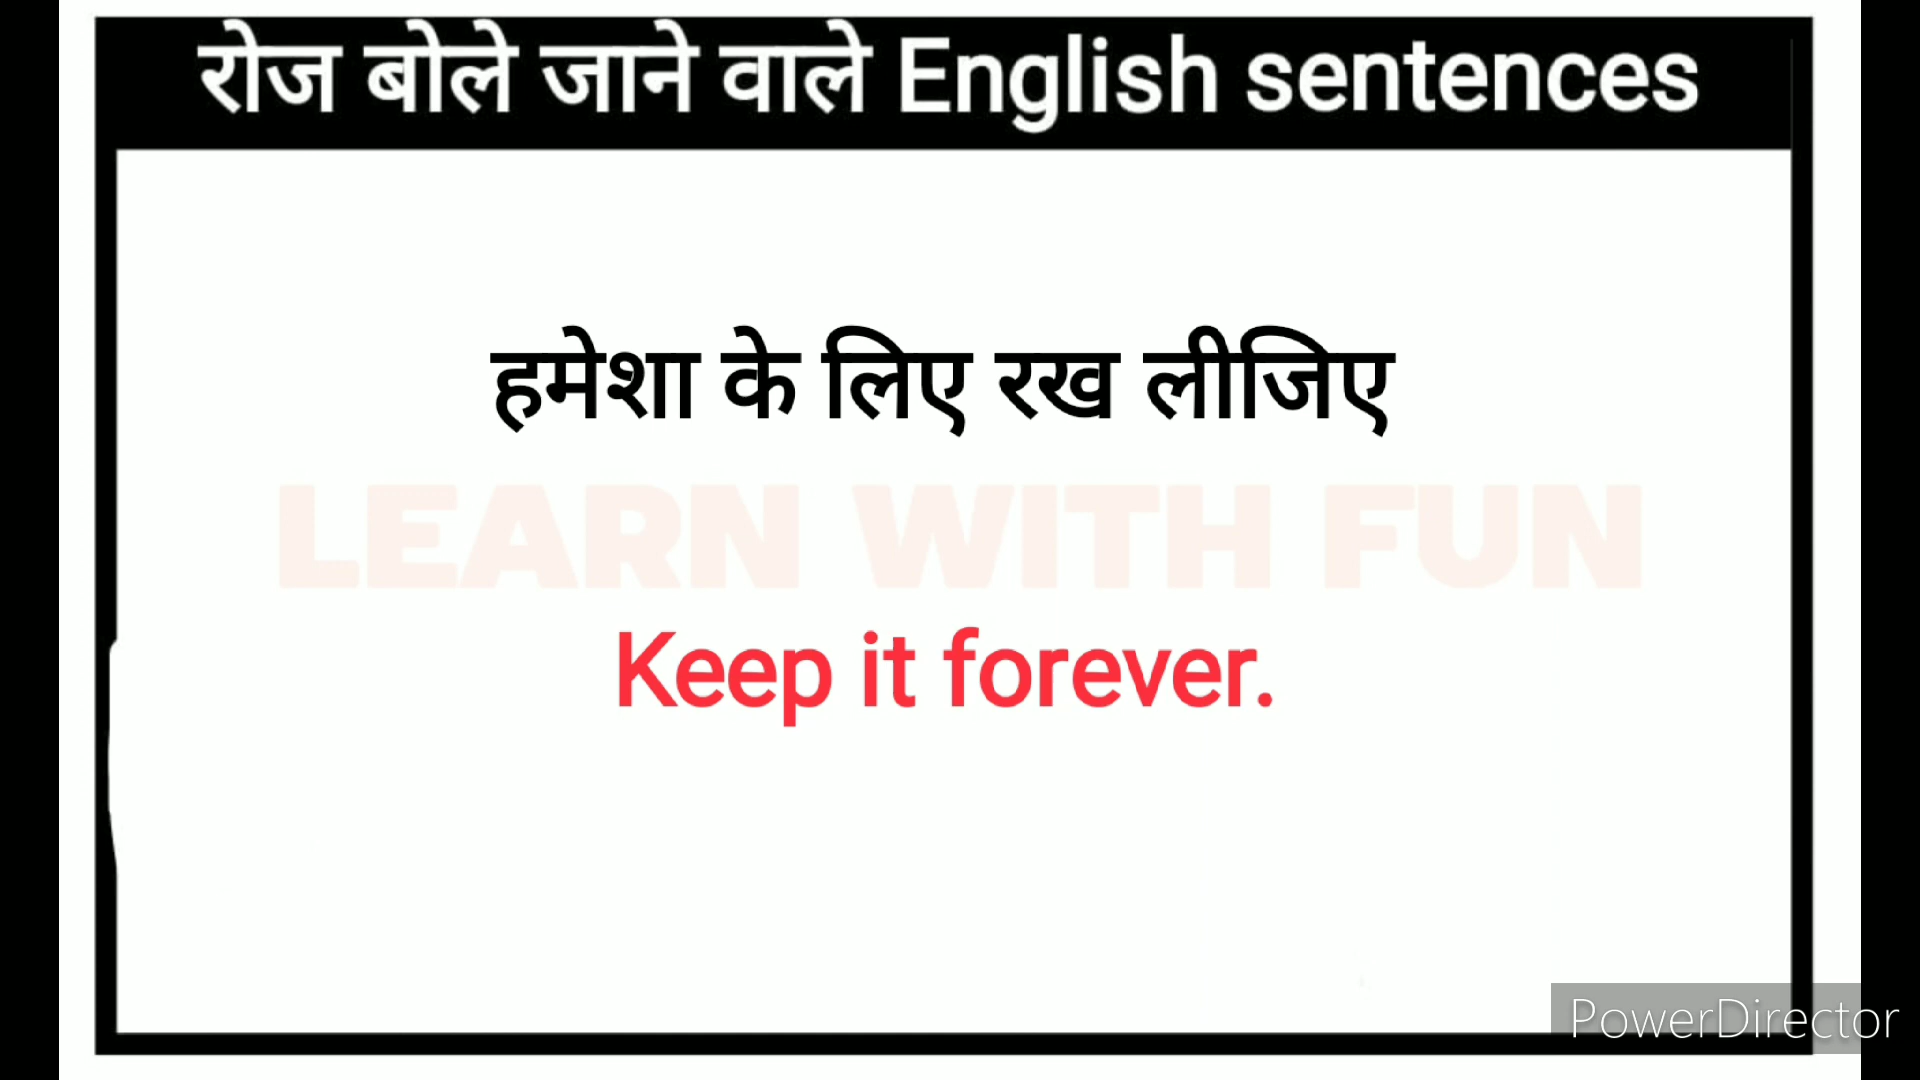 रोज बोले जाने वाले English sentences
हमेशा के लिए रख लीजिए
LEARN WITH FUN
Keep it forever.
PowerDirector